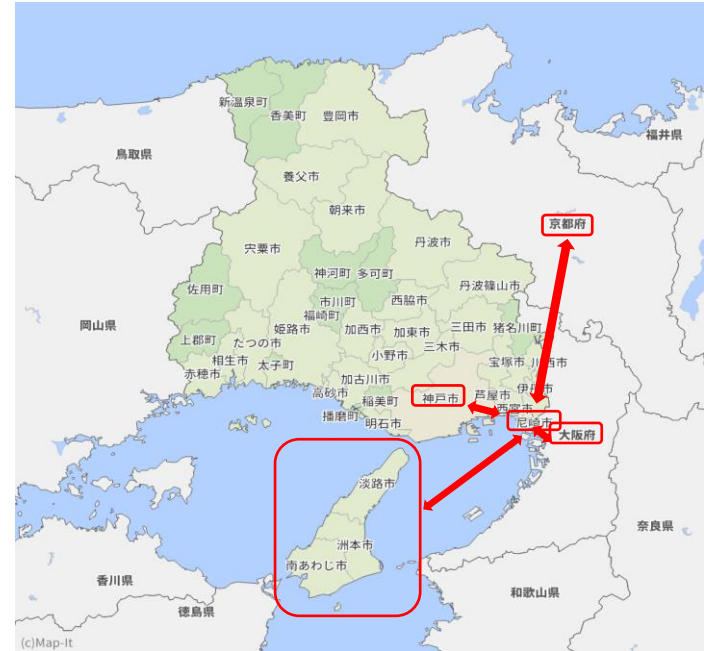 新温泉町
香美町
豊岡市
福井県
鳥取県
養父市
朝来市
京都府
宍粟市
丹波市
神河町
多可町
佐用町
丹波篠山市
市川町
西脇市
福崎町
岡山県
姫路市
加西市
加東市
三田市
猪名川町
上郡町
たつの市
三木市
相生市
小野市
宝塚市
川西市
赤穂市
太子町
加古川市
伊丹市
高砂市
稲美町
神戸市
芦屋市
西宮市
播磨町
明石市
尼崎市
大阪府
淡路市
奈良県
洲本市
南あわじ市
香川県
和歌山県
徳島県
(c)Map-It